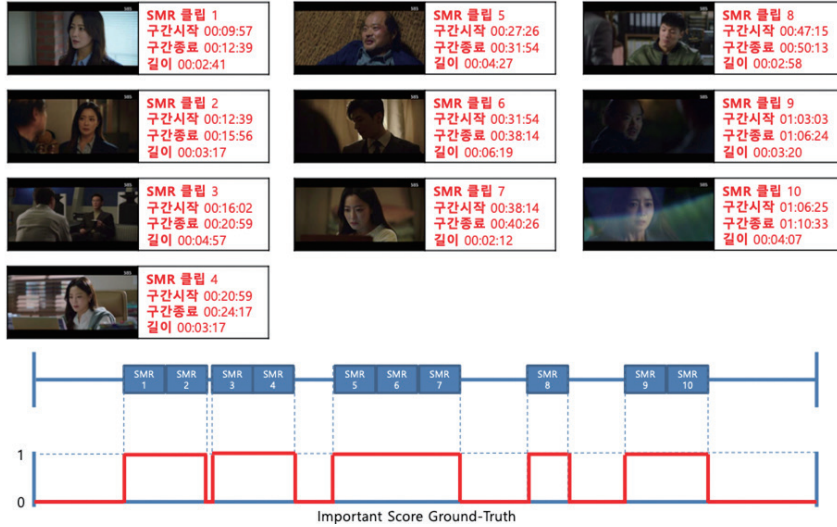 SMR 클립 1
구간시작 00:09:57
구간종료 00:12:39
길이 00:02:41
SMR 클립 2
구간시작 00:12:39
구간종료 00:15:56
길이 00:03:17
SMR 클립 3
구간시작 00:16:02
구간종료 00:20:59
길이 00:04:57
SMR 클립 4
구간시작 00:20:59
구간종료 00:24:17
길이 00:03:17
SMR 클립 5
구간시작 00:27:26
구간종료 00:31:54
길이 00:04:27
SMR 클립 6
구간시작 00:31:54
구간종료 00:38:14
길이 00:06:19
SMR 클립 7
구간시작 00:38:14
구간종료 00:40:26
길이 00:02:12
SMR 클립 8
구간시작 00:47:15
구간종료 00:50:13
길이 00:02:58
SMR 클립 9
구간시작 01:03:03
구간종료 01:06:24
길이 00:03:20
SMR 클립 10
구간시작 01:06:25
구간종료 01:10:33
길이 00:04:07
SMR 1
SMR 2
SMR 3
SMR 4
SMR 5
SMR 6
SMR 7
SMR 8
SMR 9
SMR 10
1
0
Important Score Ground-Truth